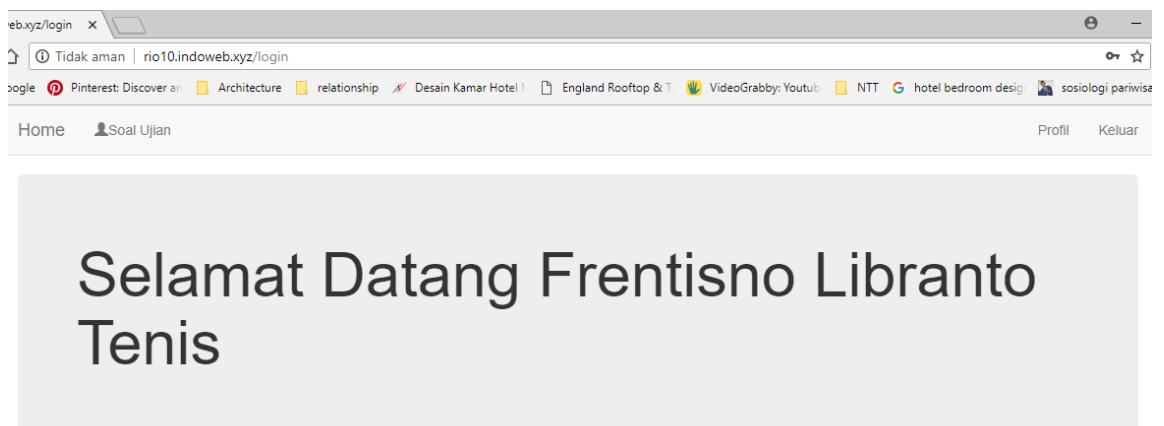 eb.xyz/login
Tidak aman | rio10.indoweb.xyz/login
oogle Pinterest: Discover an Architecture relationship Desain Kamar Hotel England Rooftop & T VideoGrabby: Youtub NTT hotel bedroom desig sosiologi pariwisa
Home Soal Ujian Profil Keluar
Selamat Datang Frentisno Libranto
Tenis